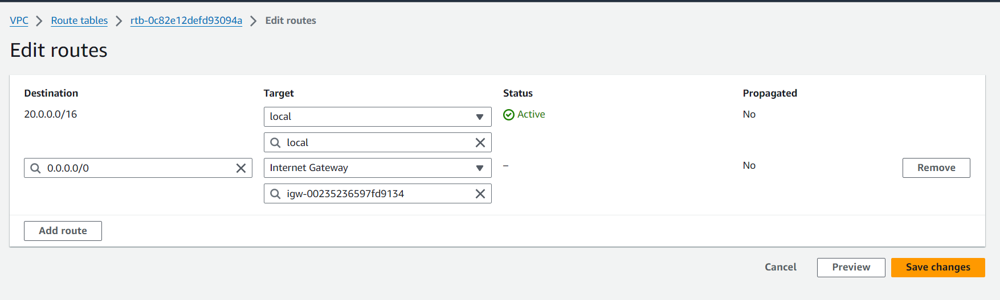 VPC > Route tables > rtb-0c82e12defd93094a > Edit routes
Edit routes
Destination Target Status Propagated
20.0.0.0/16 local Active No
local
0.0.0.0/0 Internet Gateway – No Remove
igw-00235236597fd9134
Add route
Cancel Preview Save changes